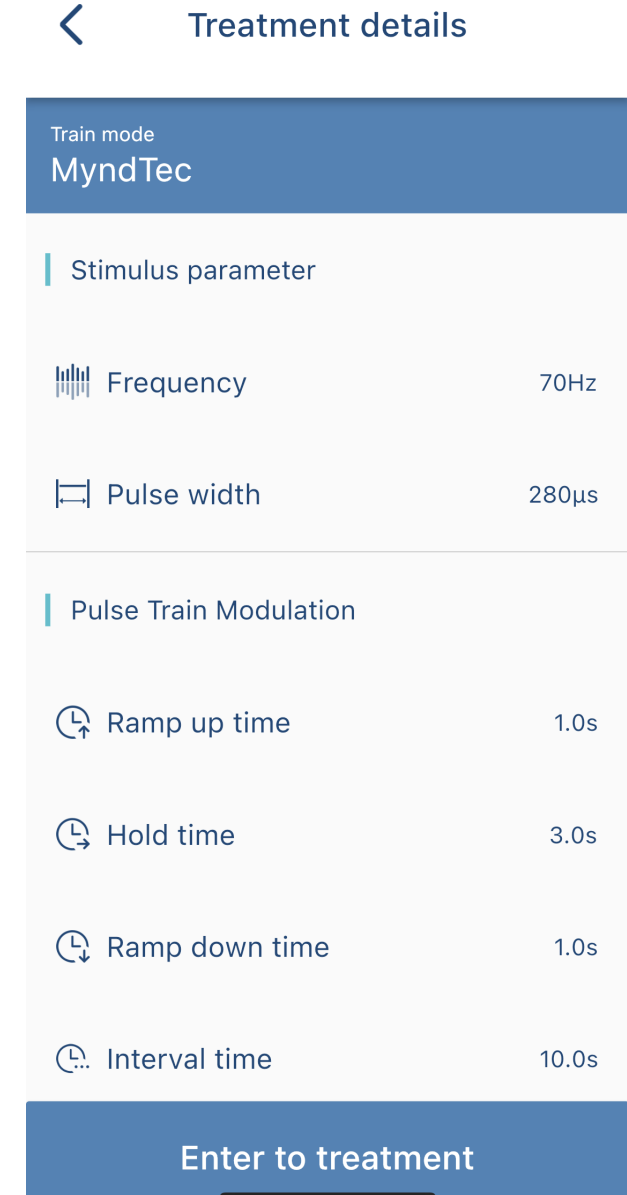 Treatment details
Train mode
MyndTec
Stimulus parameter
Frequency 70Hz
Pulse width 280μs
Pulse Train Modulation
Ramp up time 1.0s
Hold time 3.0s
Ramp down time 1.0s
Interval time 10.0s
Enter to treatment